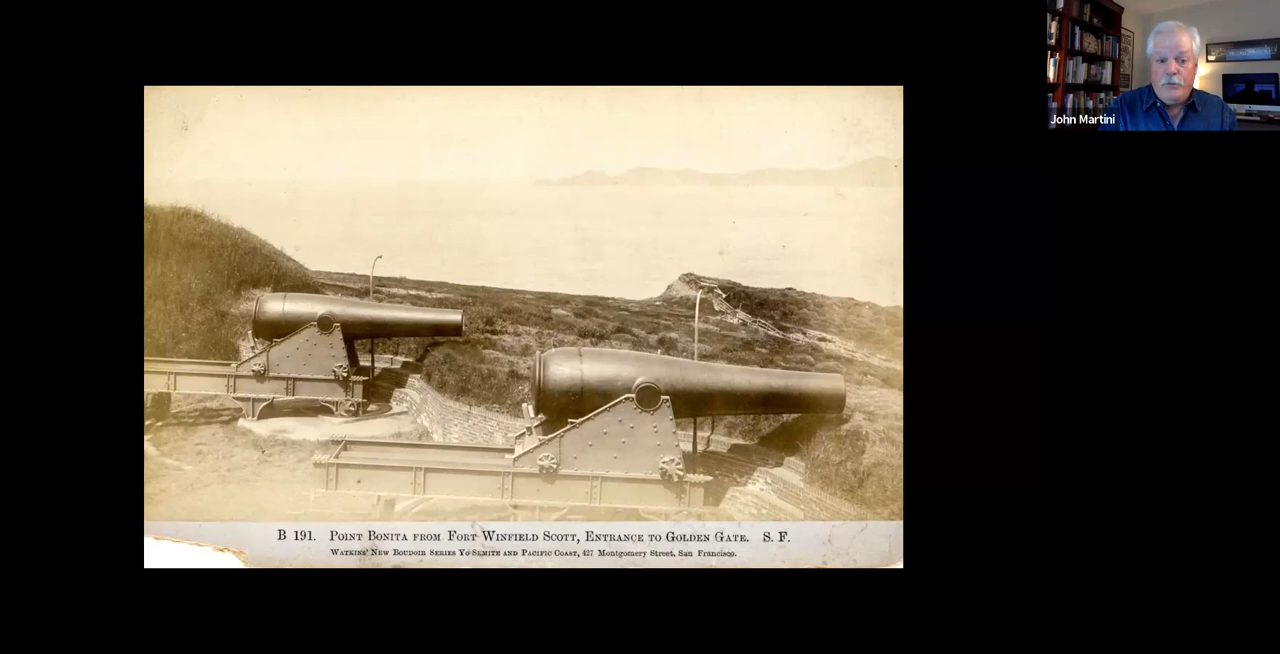 John Martini
B 191. Point Bonita from Fort Winfield Scott, Entrance to Golden Gate. S. F.
Watkins' New Boudoir Series Yo-Semite and Pacific Coast, 427 Montgomery Street, San Francisco.